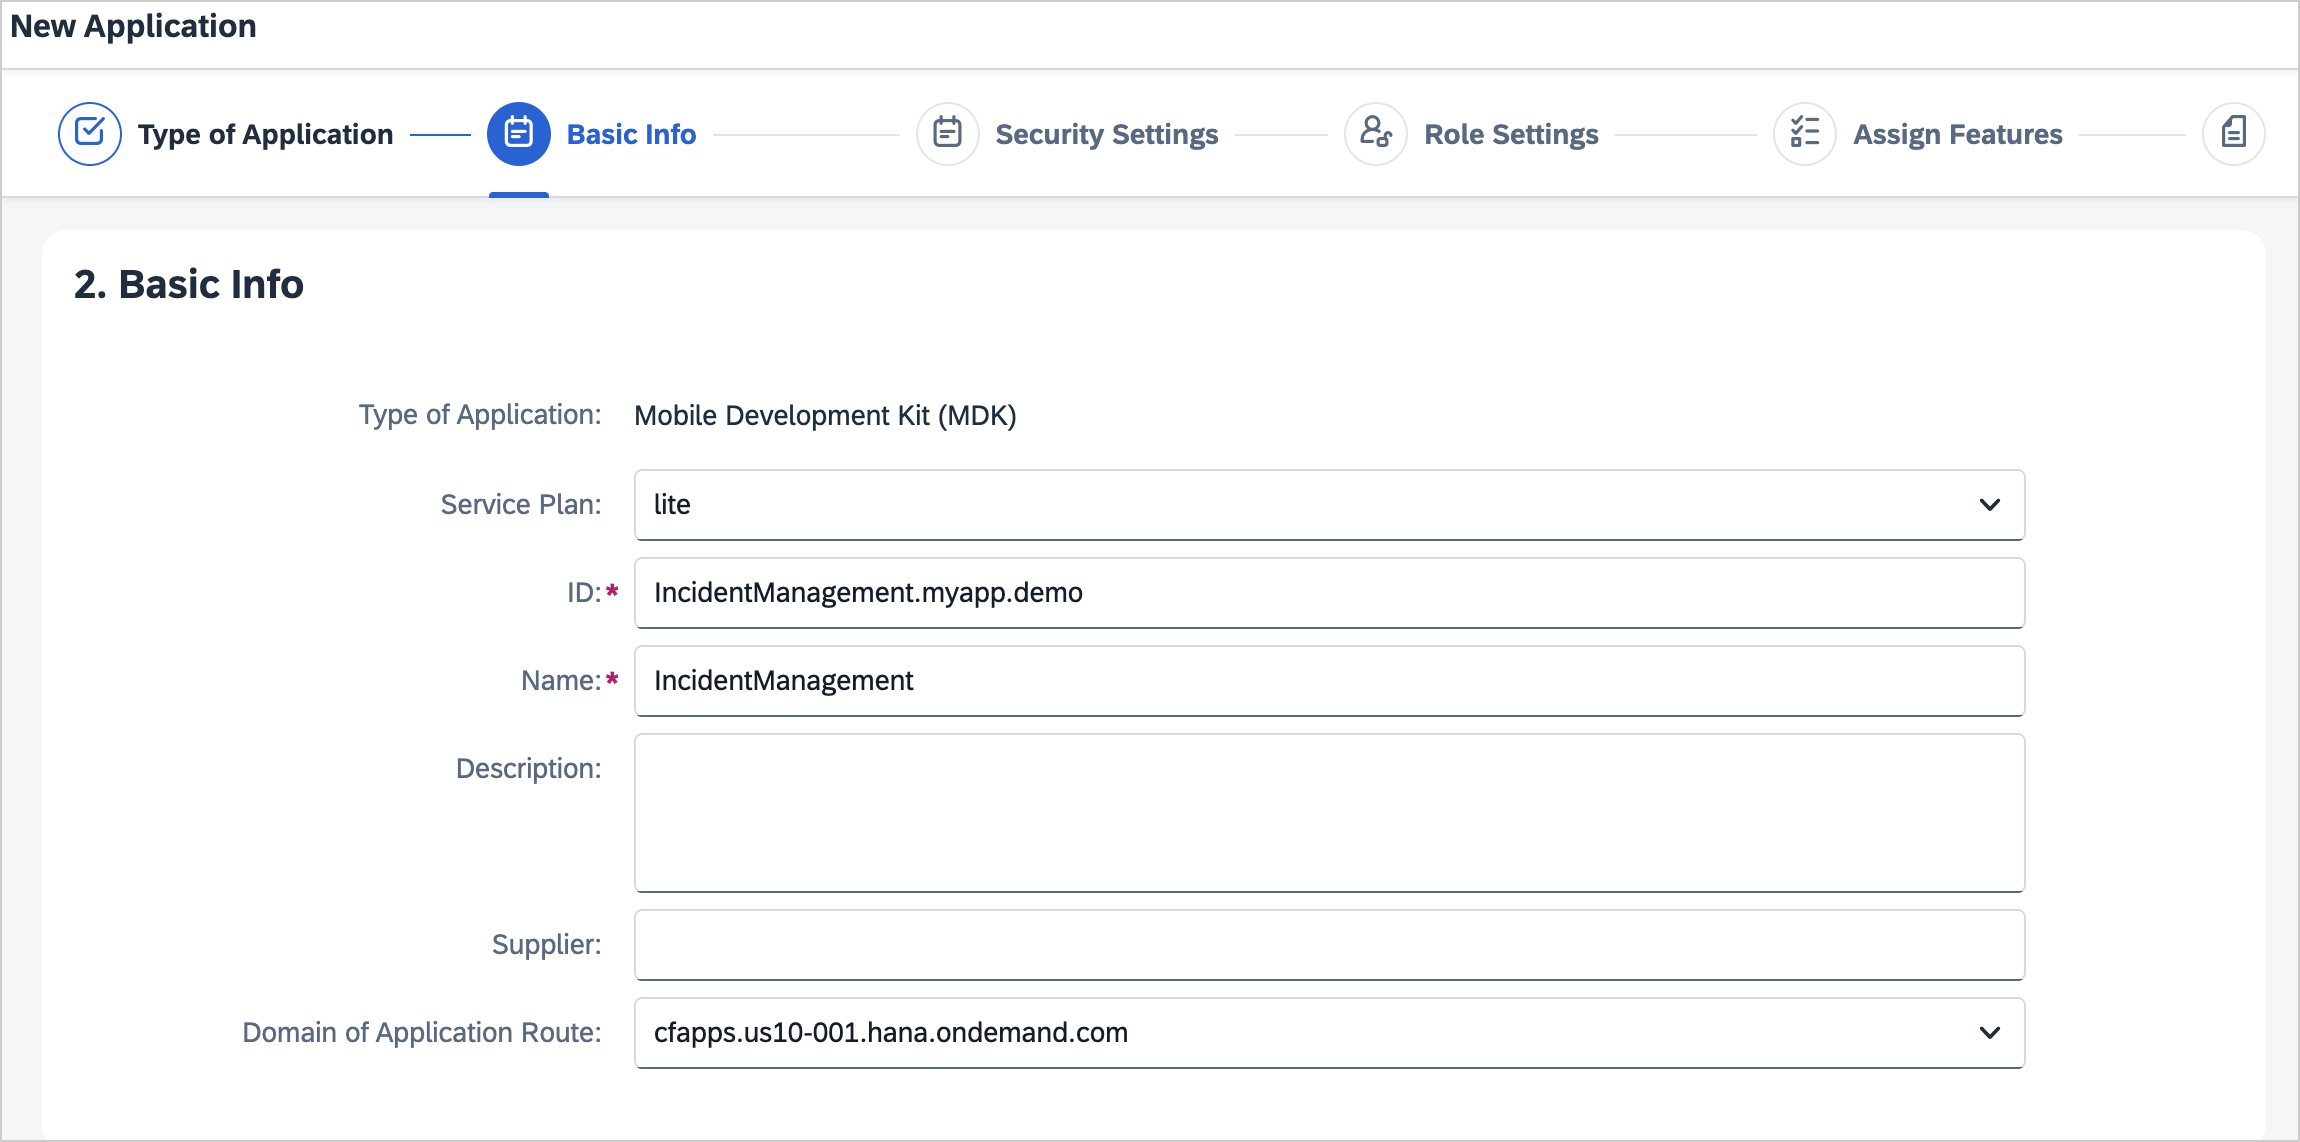 New Application
Type of Application Basic Info Security Settings Role Settings Assign Features
2. Basic Info
Type of Application: Mobile Development Kit (MDK)
Service Plan: lite
ID:* IncidentManagement.myapp.demo
Name:* IncidentManagement
Description:
Supplier:
Domain of Application Route: cfapps.us10-001.hana.ondemand.com